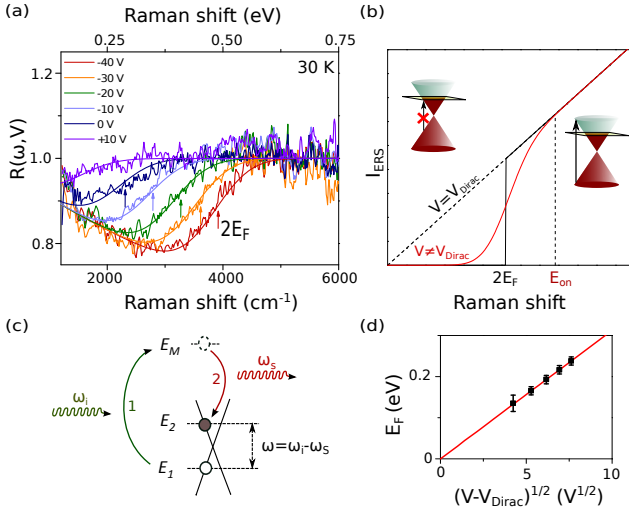 (a)
Raman shift (eV)
0.25
0.50
0.75
-40 V
-30 V
-20 V
-10 V
0 V
+10 V
30 K
R(ω,V)
1.2
1.0
0.8
2E_F
2000
4000
6000
Raman shift (cm⁻¹)
(b)
I_ERS
V=V_Dirac
V≠V_Dirac
2E_F
E_on
Raman shift
(c)
E_M
ω_s
2
ω_i
1
E_2
ω=ω_i-ω_S
E_1
(d)
E_F (eV)
0.2
0
0
5
10
(V-V_Dirac)^1/2 (V^1/2)